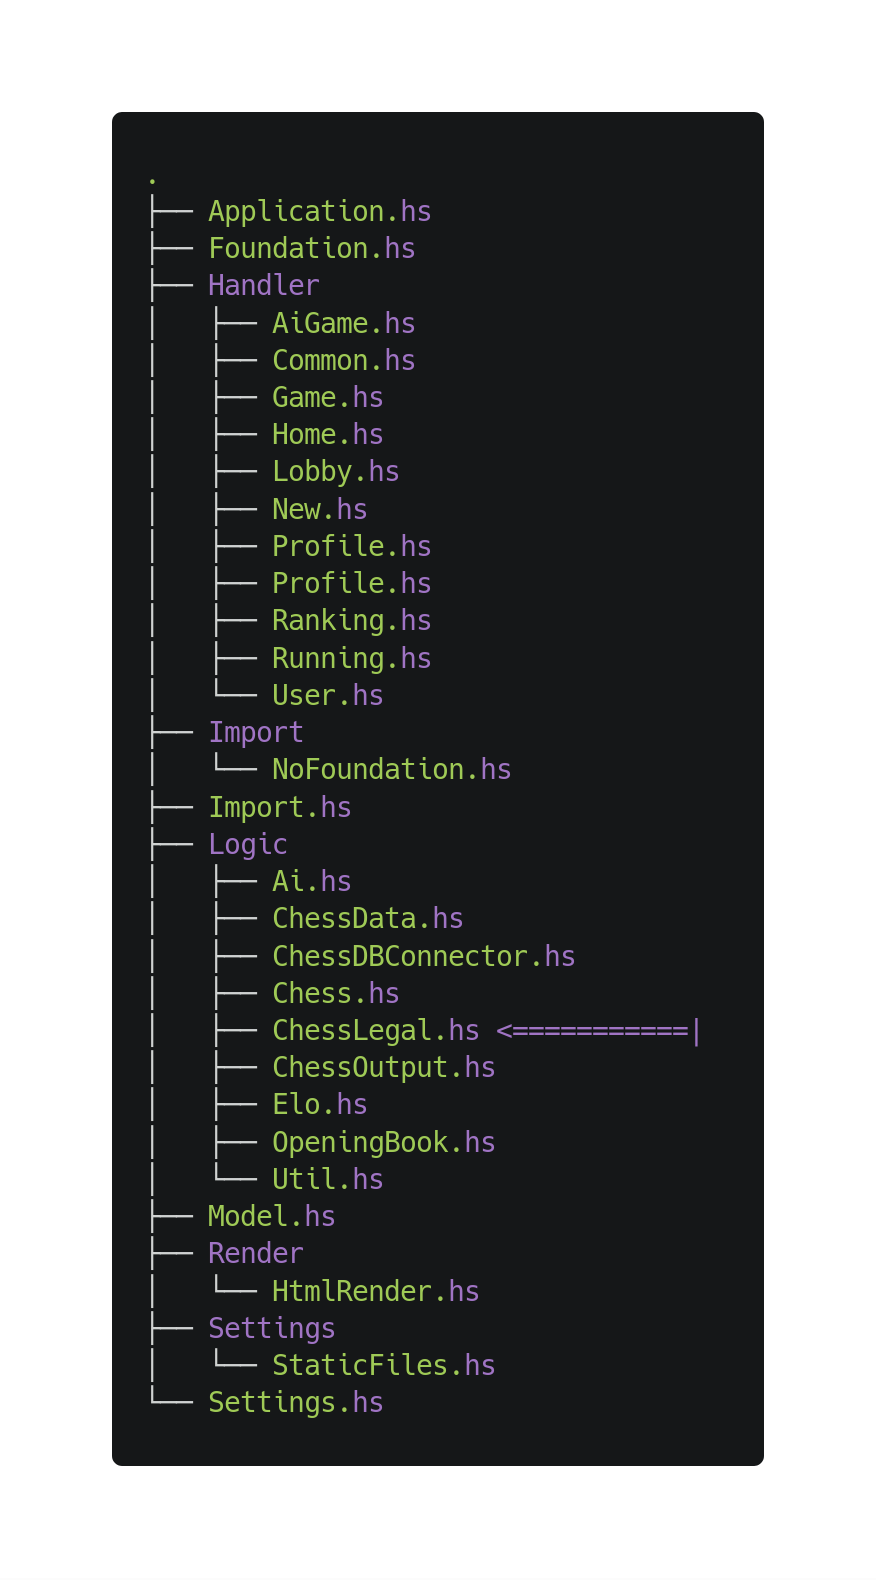 .
├── Application.hs
├── Foundation.hs
├── Handler
│   ├── AiGame.hs
│   ├── Common.hs
│   ├── Game.hs
│   ├── Home.hs
│   ├── Lobby.hs
│   ├── New.hs
│   ├── Profile.hs
│   ├── Profile.hs
│   ├── Ranking.hs
│   ├── Running.hs
│   └── User.hs
├── Import
│   └── NoFoundation.hs
├── Import.hs
├── Logic
│   ├── Ai.hs
│   ├── ChessData.hs
│   ├── ChessDBConnector.hs
│   ├── Chess.hs
│   ├── ChessLegal.hs <===========|
│   ├── ChessOutput.hs
│   ├── Elo.hs
│   ├── OpeningBook.hs
│   └── Util.hs
├── Model.hs
├── Render
│   └── HtmlRender.hs
├── Settings
│   └── StaticFiles.hs
└── Settings.hs